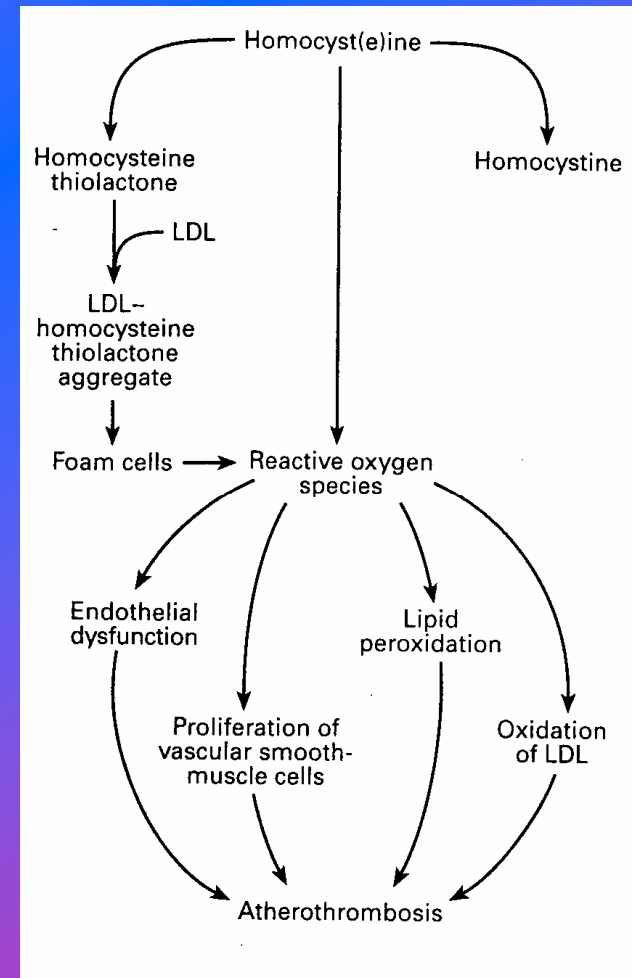 Homocyst(e)ine
Homocysteine
thiolactone
Homocystine
LDL
LDL–
homocysteine
thiolactone
aggregate
Foam cells
Reactive oxygen
species
Endothelial
dysfunction
Lipid
peroxidation
Proliferation of
vascular smooth-
muscle cells
Oxidation
of LDL
Atherothrombosis